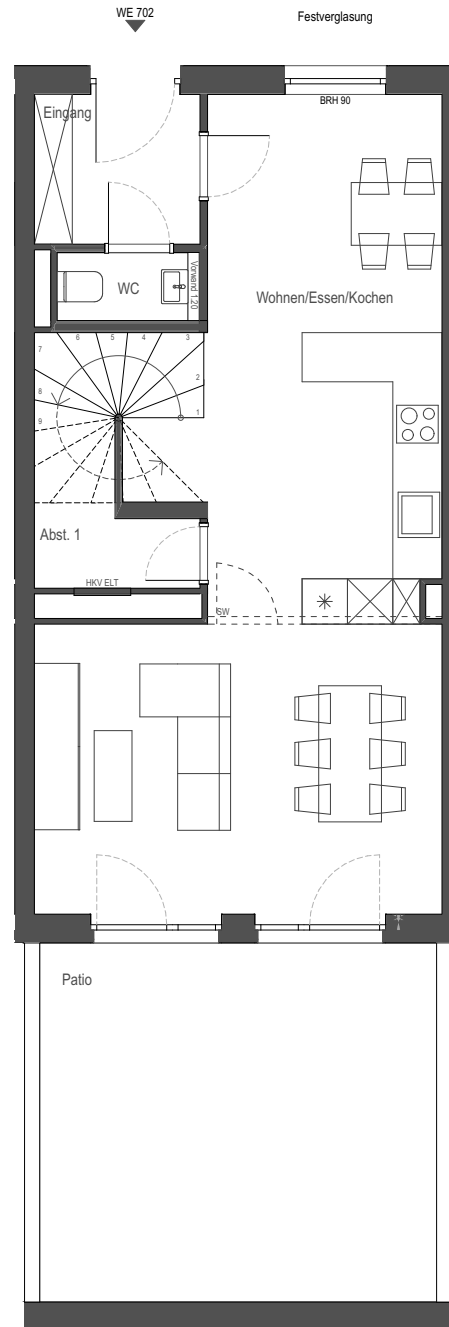 WE 702
Festverglasung
BRH 90
Eingang
WC
Vorwand 1.20
Wohnen/Essen/Kochen
7
6
5
4
3
8
2
9
1
Abst. 1
HKV ELT
SW
Patio